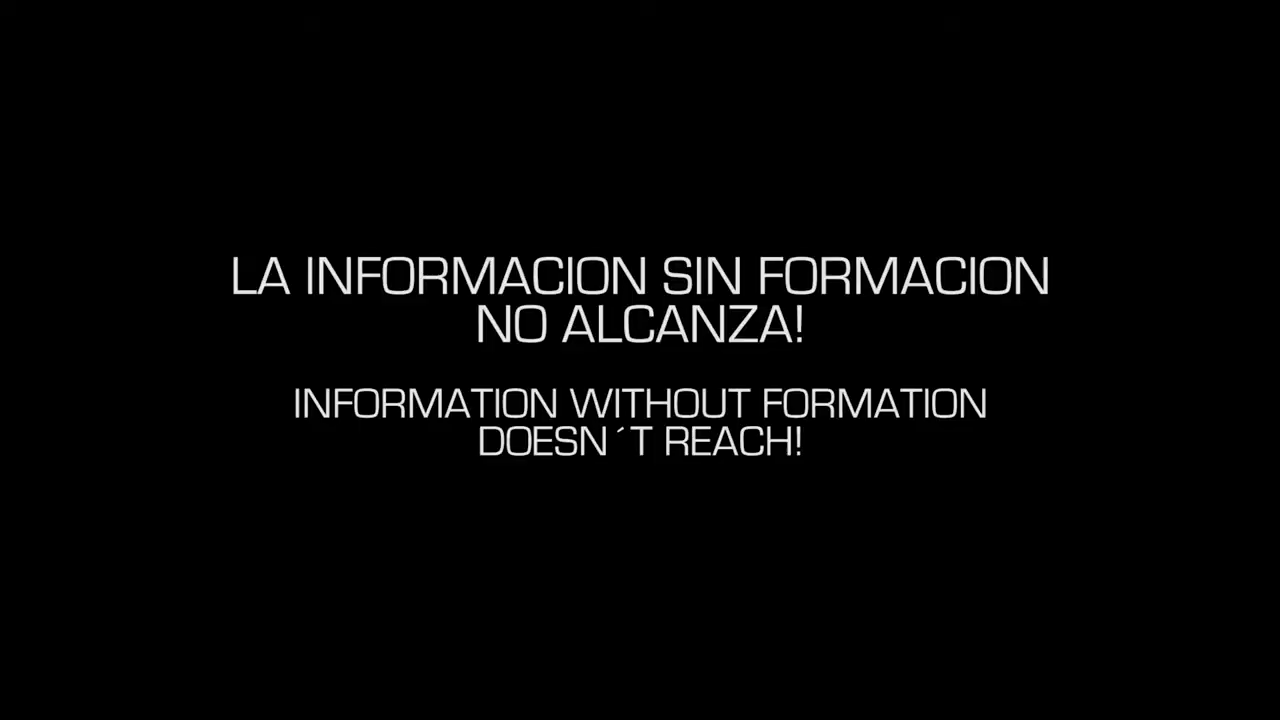 LA INFORMACION SIN FORMACION
NO ALCANZA!
INFORMATION WITHOUT FORMATION
DOESN´T REACH!